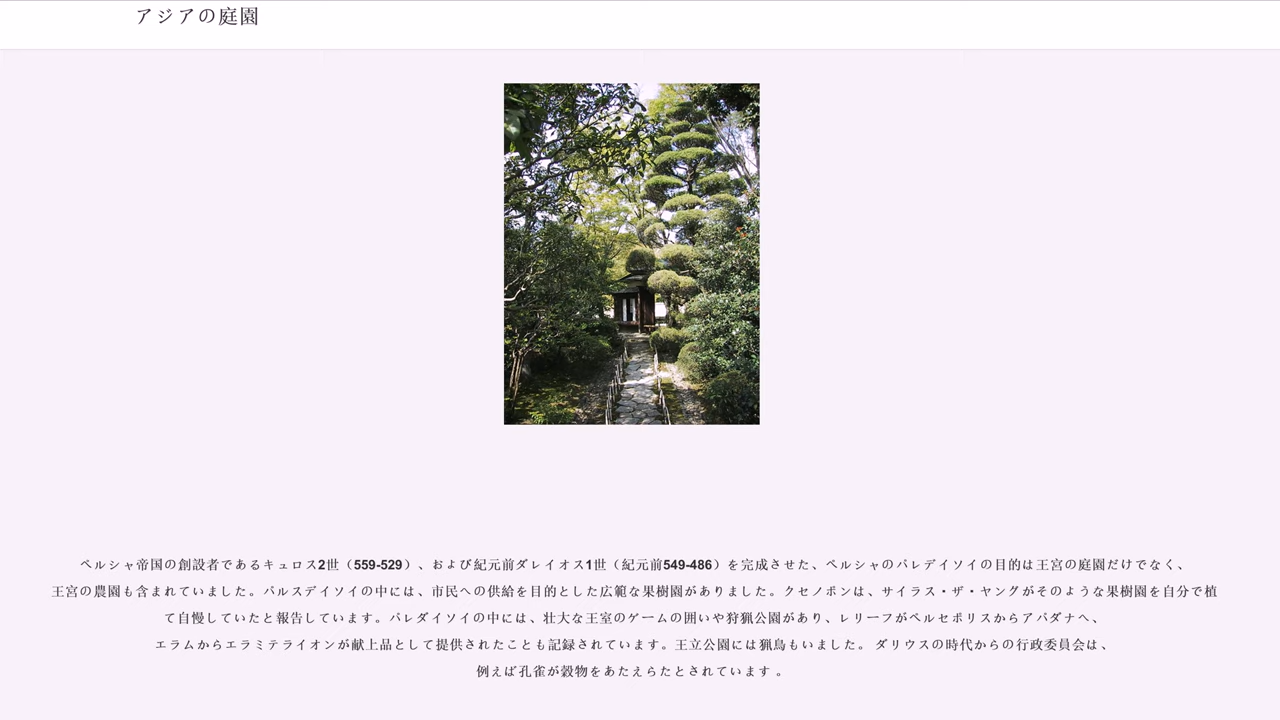 アジアの庭園
ペルシャ帝国の創設者であるキュロス2世（559-529）、および紀元前ダレイオス1世（紀元前549-486）を完成させた、ペルシャのパレデイソイの目的は王宮の庭園だけでなく、
王宮の農園も含まれていました。パルスデイソイの中には、市民への供給を目的とした広範な果樹園がありました。クセノポンは、サイラス・ザ・ヤングがそのような果樹園を自分で植
て自慢していたと報告しています。パレダイソイの中には、壮大な王室のゲームの囲いや狩猟公園があり、レリーフがペルセポリスからアパダナへ、
エラムからエラミテライオンが献上品として提供されたことも記録されています。王立公園には猟鳥もいました。 ダリウスの時代からの行政委員会は、
例えば孔雀が穀物をあたえらたとされています 。